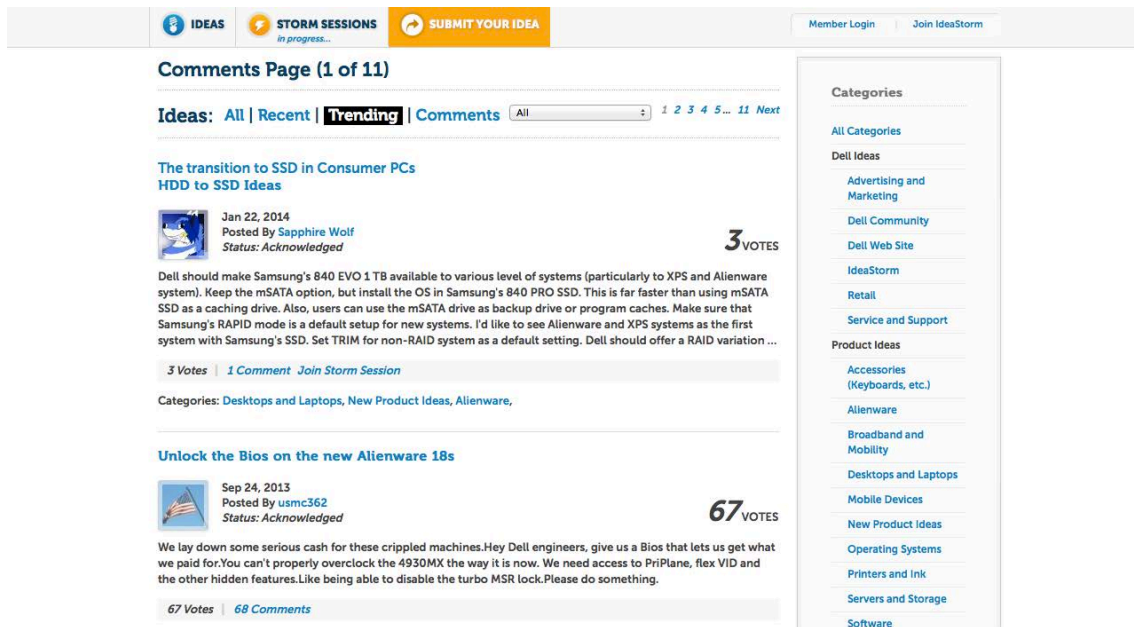 IDEAS
STORM SESSIONS
in progress...
SUBMIT YOUR IDEA
Member Login
Join IdeaStorm
Comments Page (1 of 11)
Ideas: All | Recent | Trending | Comments All 1 2 3 4 5... 11 Next
The transition to SSD in Consumer PCs
HDD to SSD Ideas
Jan 22, 2014
Posted By Sapphire Wolf
Status: Acknowledged
3 VOTES
Dell should make Samsung's 840 EVO 1 TB available to various level of systems (particularly to XPS and Alienware
system). Keep the mSATA option, but install the OS in Samsung's 840 PRO SSD. This is far faster than using mSATA
SSD as a caching drive. Also, users can use the mSATA drive as backup drive or program caches. Make sure that
Samsung's RAPID mode is a default setup for new systems. I'd like to see Alienware and XPS systems as the first
system with Samsung's SSD. Set TRIM for non-RAID system as a default setting. Dell should offer a RAID variation ...
3 Votes | 1 Comment Join Storm Session
Categories: Desktops and Laptops, New Product Ideas, Alienware,
Unlock the Bios on the new Alienware 18s
Sep 24, 2013
Posted By usmc362
Status: Acknowledged
67 VOTES
We lay down some serious cash for these crippled machines.Hey Dell engineers, give us a Bios that lets us get what
we paid for.You can't properly overclock the 4930MX the way it is now. We need access to PriPlane, flex VID and
the other hidden features.Like being able to disable the turbo MSR lock.Please do something.
67 Votes | 68 Comments
Categories
All Categories
Dell Ideas
Advertising and
Marketing
Dell Community
Dell Web Site
IdeaStorm
Retail
Service and Support
Product Ideas
Accessories
(Keyboards, etc.)
Alienware
Broadband and
Mobility
Desktops and Laptops
Mobile Devices
New Product Ideas
Operating Systems
Printers and Ink
Servers and Storage
Software